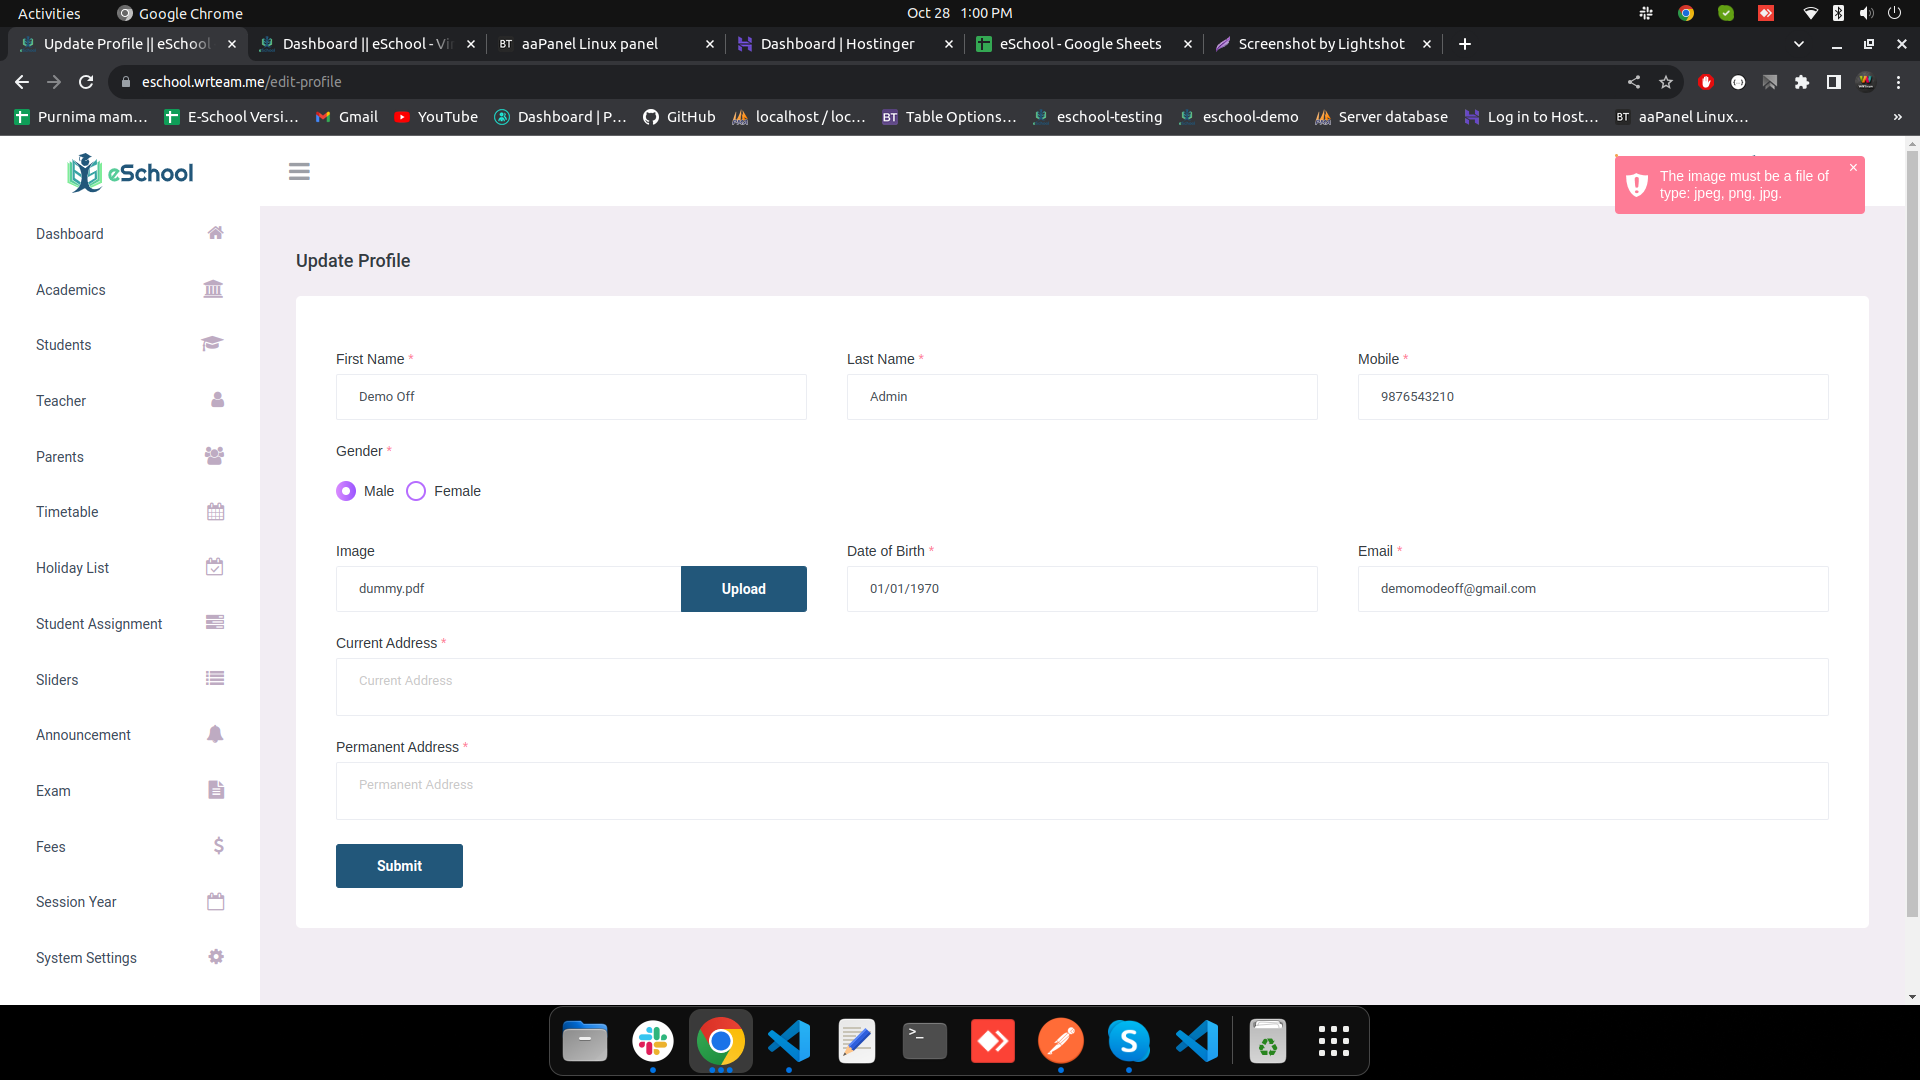 Activities
Google Chrome
Oct 28 1:00 PM
Update Profile || eSchool
Dashboard || eSchool - Vir
BT aaPanel Linux panel
Dashboard | Hostinger
eSchool - Google Sheets
Screenshot by Lightshot
eschool.wrteam.me/edit-profile
Purnima mam...
E-School Versi...
Gmail
YouTube
Dashboard | P...
GitHub
localhost / loc...
BT Table Options...
eschool-testing
eschool-demo
Server database
Log in to Host...
BT aaPanel Linux...
»
eSchool
The image must be a file of
type: jpeg, png, jpg.
×
Dashboard
Academics
Students
Teacher
Parents
Timetable
Holiday List
Student Assignment
Sliders
Announcement
Exam
Fees
Session Year
System Settings
Update Profile
First Name *
Demo Off
Last Name *
Admin
Mobile *
9876543210
Gender *
Male
Female
Image
dummy.pdf
Upload
Date of Birth *
01/01/1970
Email *
demomodeoff@gmail.com
Current Address *
Current Address
Permanent Address *
Permanent Address
Submit